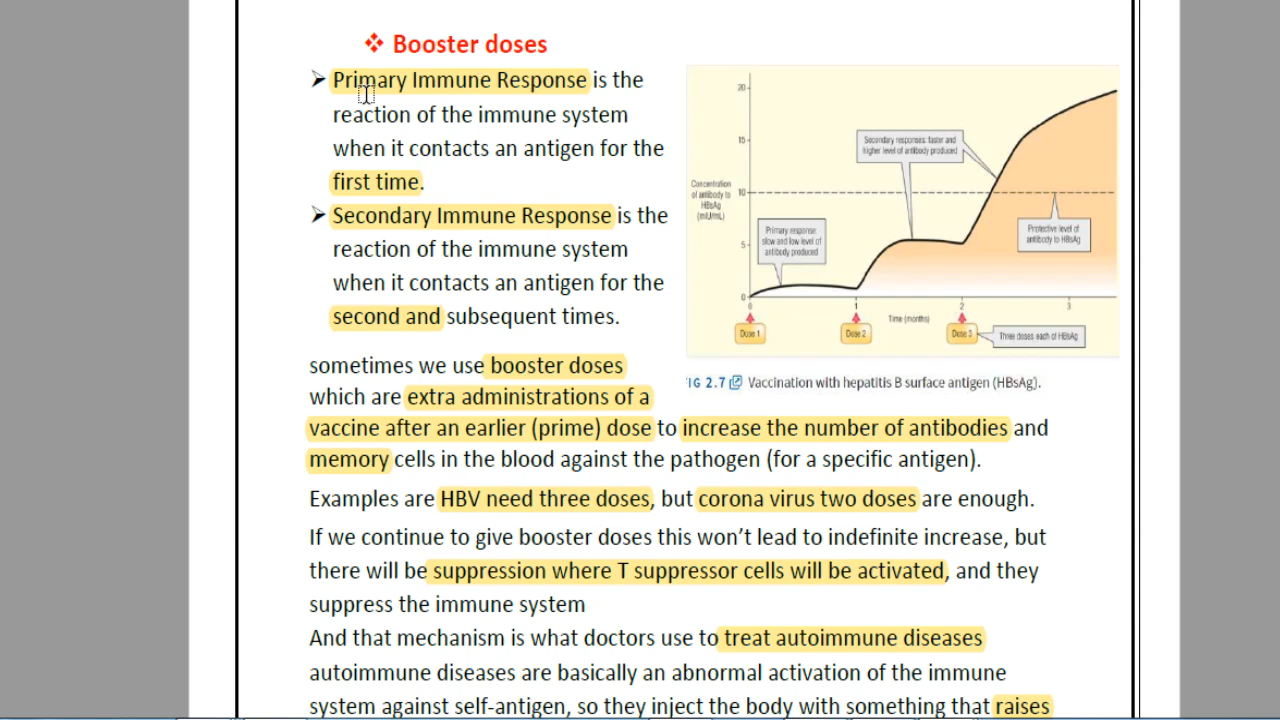 ❖ Booster doses
➢ Primary Immune Response is the
reaction of the immune system
when it contacts an antigen for the
first time.
➢ Secondary Immune Response is the
reaction of the immune system
when it contacts an antigen for the
second and subsequent times.
20
15
10
5
0
Concentration
of antibody to
HBsAg
(mIU/mL)
Secondary responses: faster and
higher level of antibody produced
Primary response:
slow and low level of
antibody produced
Protective level of
antibody to HBsAg
0 1 2 3
Time (months)
Dose 1 Dose 2 Dose 3 Three doses each of HBsAg
IG 2.7 Vaccination with hepatitis B surface antigen (HBsAg).
sometimes we use booster doses
which are extra administrations of a
vaccine after an earlier (prime) dose to increase the number of antibodies and
memory cells in the blood against the pathogen (for a specific antigen).
Examples are HBV need three doses, but corona virus two doses are enough.
If we continue to give booster doses this won’t lead to indefinite increase, but
there will be suppression where T suppressor cells will be activated, and they
suppress the immune system
And that mechanism is what doctors use to treat autoimmune diseases
autoimmune diseases are basically an abnormal activation of the immune
system against self-antigen, so they inject the body with something that raises